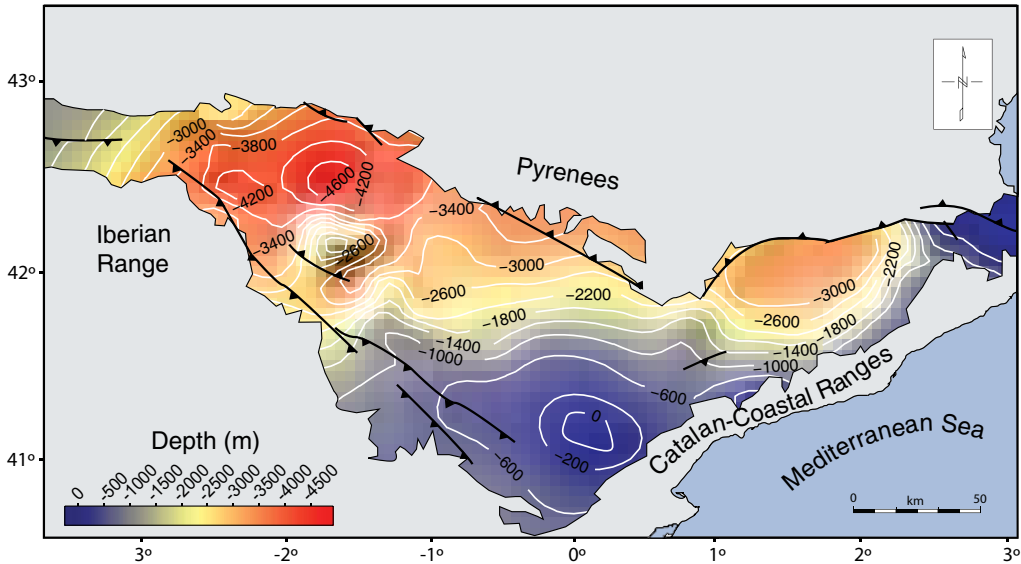 43º
42º
41º
3º
-2º
-1º
0º
1º
2º
3º
Pyrenees
Iberian
Range
Catalan-Coastal Ranges
Mediterranean Sea
−3000
−3400
−3800
−4200
−4600
−4200
−3400
−2600
−3400
−3000
−2600
−2200
−1800
−1400
−1000
−600
0
−200
−600
−2200
−3000
−2600
−1800
−1400
−1000
Depth (m)
0 -500 -1000 -1500 -2000 -2500 -3000 -3500 -4000 -4500
N
0 km 50